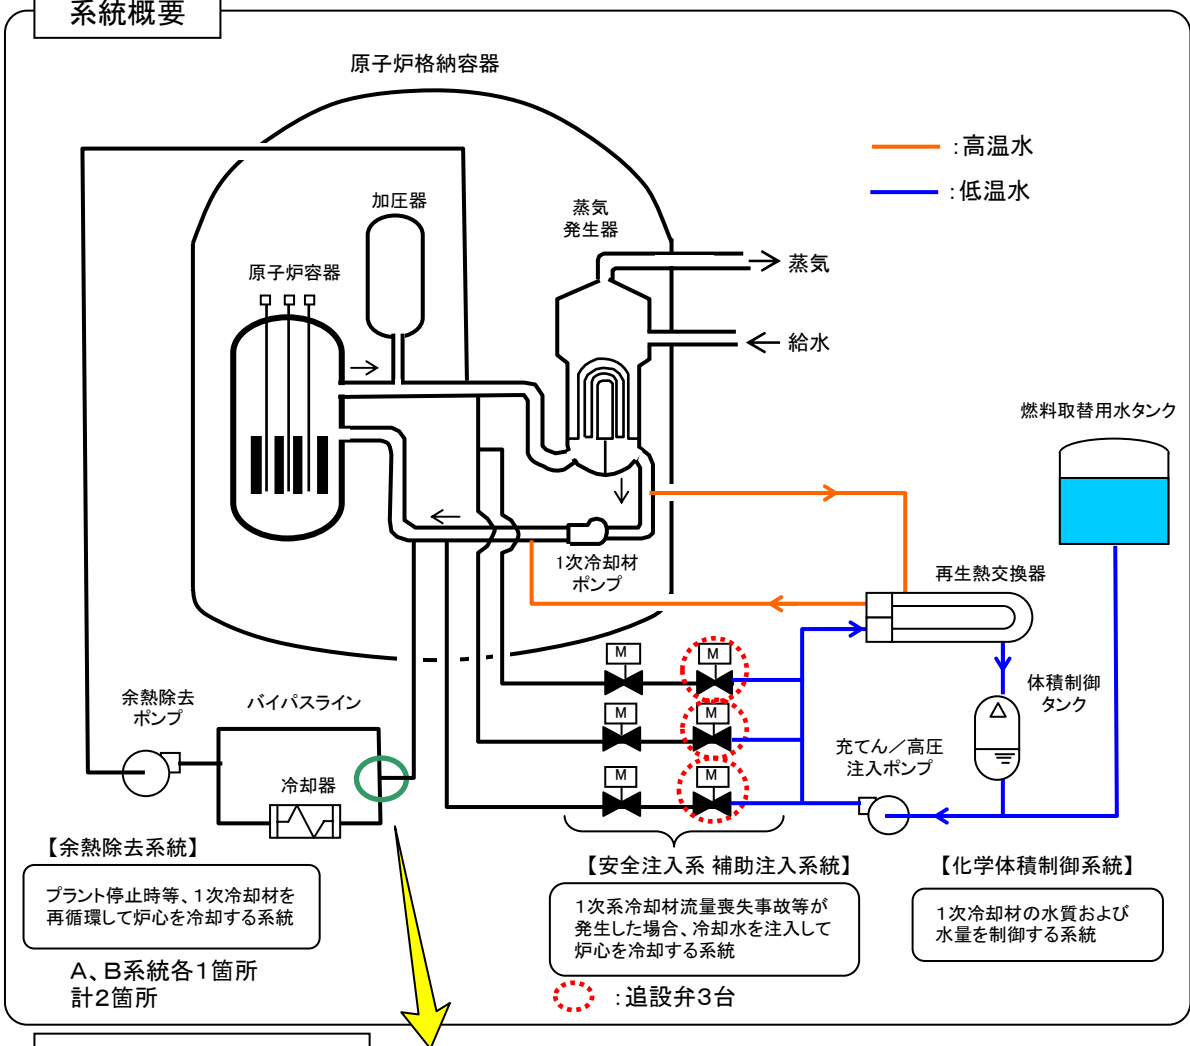 系統概要
原子炉格納容器
:高温水
:低温水
加圧器
蒸気
発生器
原子炉容器
蒸気
給水
燃料取替用水タンク
1次冷却材
ポンプ
再生熱交換器
M
M
体積制御
タンク
余熱除去
ポンプ
バイパスライン
M
M
充てん／高圧
注入ポンプ
冷却器
M
M
【余熱除去系統】
プラント停止時等、1次冷却材を
再循環して炉心を冷却する系統
A、B系統各1箇所
計2箇所
【安全注入系 補助注入系統】
1次系冷却材流量喪失事故等が
発生した場合、冷却水を注入して
炉心を冷却する系統
:追設弁3台
【化学体積制御系統】
1次冷却材の水質および
水量を制御する系統